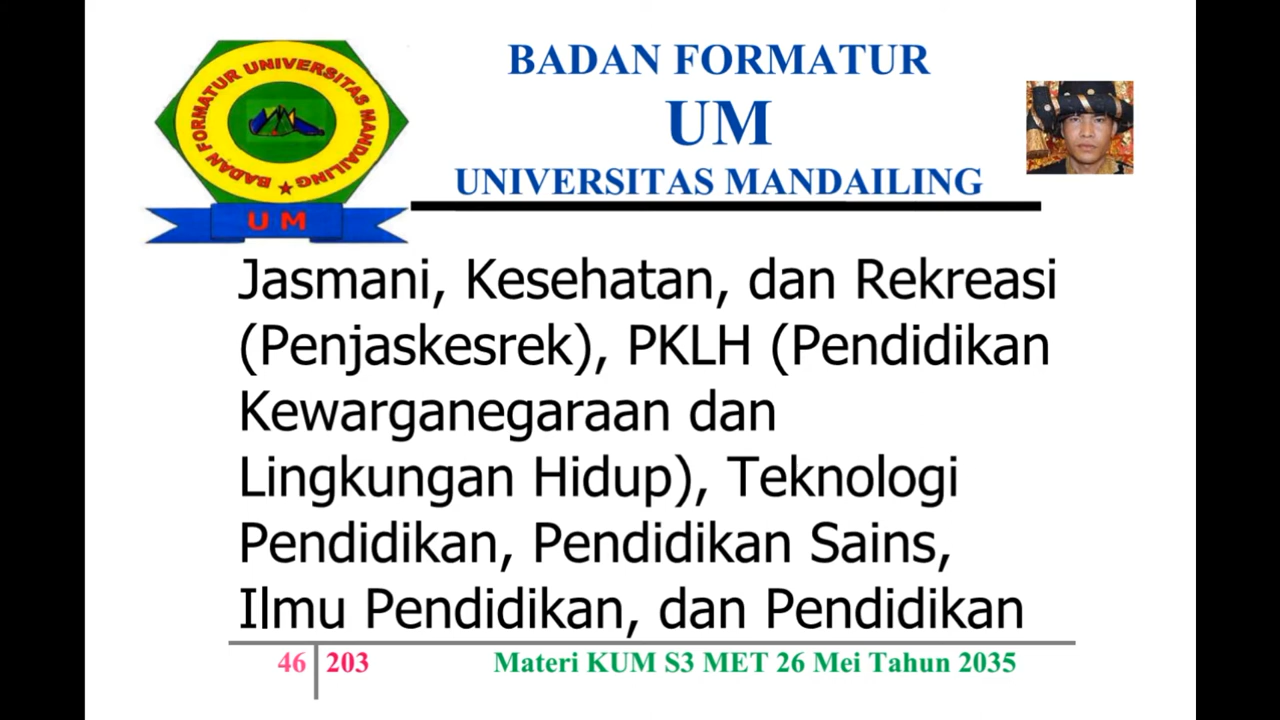 BADAN FORMATUR UNIVERSITAS MANDAILING
UM
BADAN FORMATUR
UM
UNIVERSITAS MANDAILING
Jasmani, Kesehatan, dan Rekreasi
(Penjaskesrek), PKLH (Pendidikan
Kewarganegaraan dan
Lingkungan Hidup), Teknologi
Pendidikan, Pendidikan Sains,
Ilmu Pendidikan, dan Pendidikan
46 203 Materi KUM S3 MET 26 Mei Tahun 2035